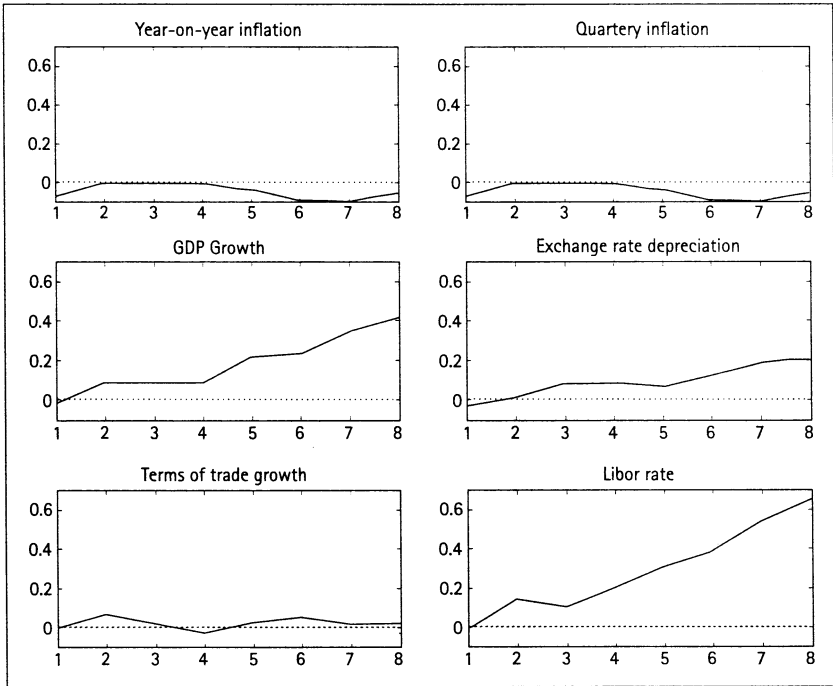 Year-on-year inflation
Quartery inflation
0.6
0.4
0.2
0
1 2 3 4 5 6 7 8
0.6
0.4
0.2
0
1 2 3 4 5 6 7 8
GDP Growth
Exchange rate depreciation
0.6
0.4
0.2
0
1 2 3 4 5 6 7 8
0.6
0.4
0.2
0
1 2 3 4 5 6 7 8
Terms of trade growth
Libor rate
0.6
0.4
0.2
0
1 2 3 4 5 6 7 8
0.6
0.4
0.2
0
1 2 3 4 5 6 7 8